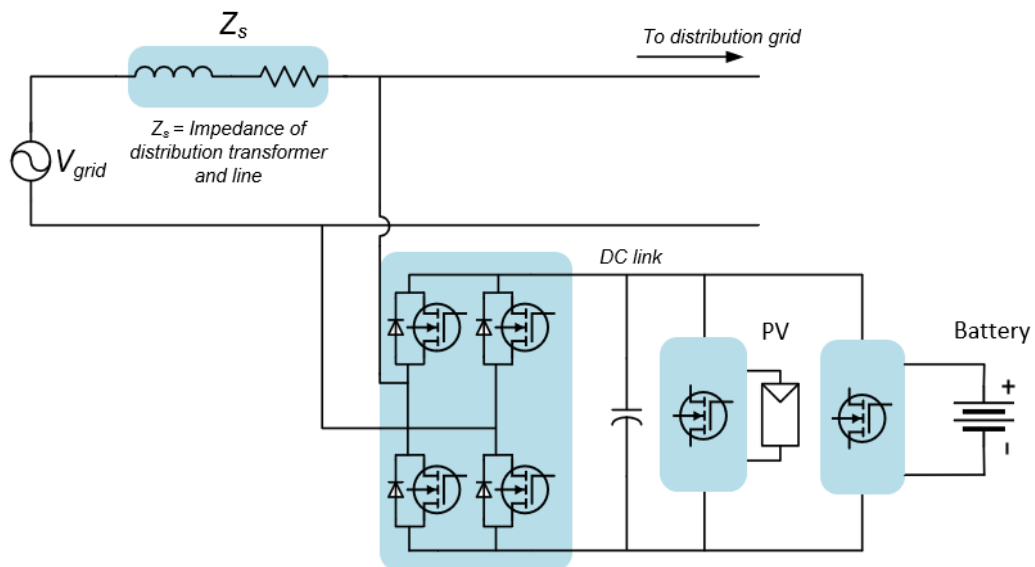 Zs
To distribution grid
Zs = Impedance of
distribution transformer
and line
Vgrid
DC link
PV
Battery
+
-